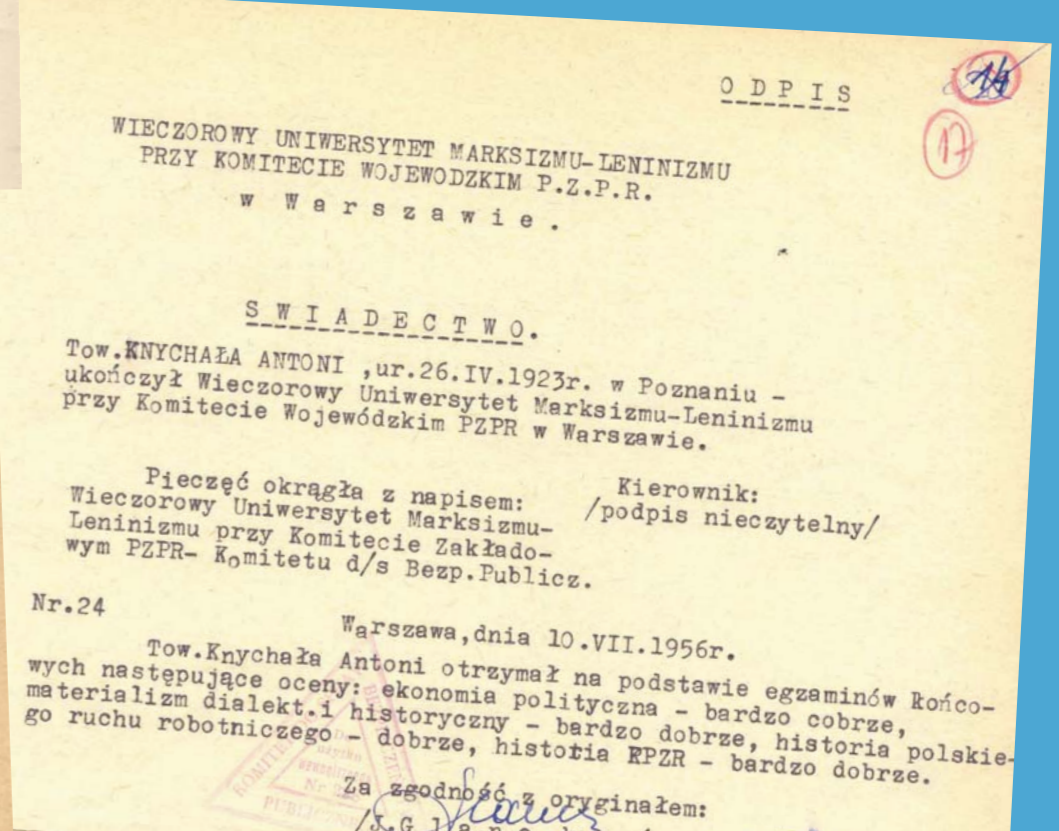 O D P I S
14
17
WIECZOROWY UNIWERSYTET MARKSIZMU-LENINIZMU
PRZY KOMITECIE WOJEWODZKIM P.Z.P.R.
w W a r s z a w i e .
S W I A D E C T W O.
Tow.KNYCHAŁA ANTONI ,ur.26.IV.1923r. w Poznaniu -
ukończył Wieczorowy Uniwersytet Marksizmu-Leninizmu
przy Komitecie Wojewódzkim PZPR w Warszawie.
Pieczęć okrągła z napisem:
Wieczorowy Uniwersytet Marksizmu-
Leninizmu przy Komitecie Zakłado-
wym PZPR- Komitetu d/s Bezp.Publicz.
Kierownik:
/podpis nieczytelny/
Nr.24
Warszawa,dnia 10.VII.1956r.
Tow.Knychała Antoni otrzymał na podstawie egzaminów końco-
wych następujące oceny: ekonomia polityczna - bardzo cobrze,
materializm dialekt.i historyczny - bardzo dobrze, historia polskie-
go ruchu robotniczego - dobrze, historia RPZR - bardzo dobrze.
Za zgodność z oryginałem: